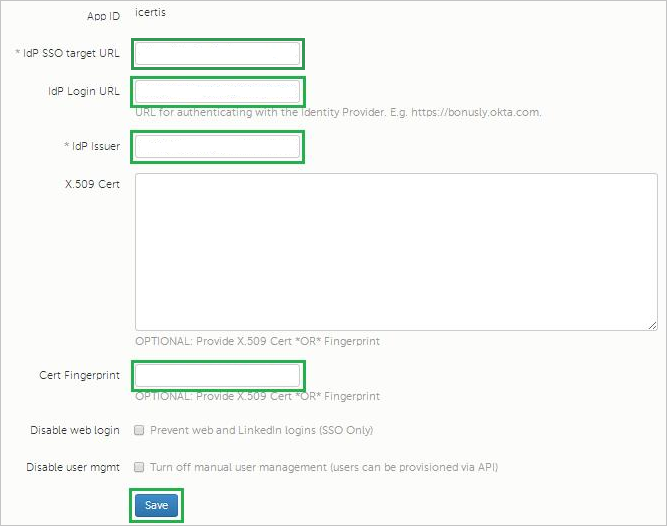 App ID icertis
* IdP SSO target URL
IdP Login URL
URL for authenticating with the Identity Provider. E.g. https://bonusly.okta.com.
* IdP Issuer
X.509 Cert
OPTIONAL: Provide X.509 Cert *OR* Fingerprint
Cert Fingerprint
OPTIONAL: Provide X.509 Cert *OR* Fingerprint
Disable web login Prevent web and LinkedIn logins (SSO Only)
Disable user mgmt Turn off manual user management (users can be provisioned via API)
Save